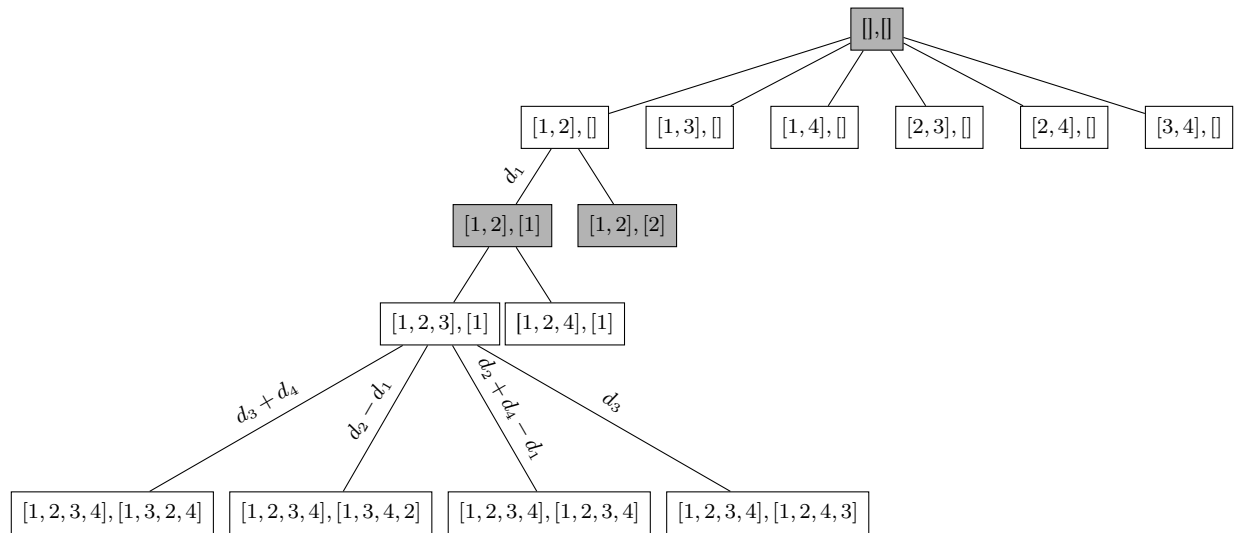 [],[]
[1, 2], []
[1, 3], []
[1, 4], []
[2, 3], []
[2, 4], []
[3, 4], []
d₁
[1, 2], [1]
[1, 2], [2]
[1, 2, 3], [1]
[1, 2, 4], [1]
d₃ + d₄
d₂ − d₁
d₂ + d₄ − d₁
d₃
[1, 2, 3, 4], [1, 3, 2, 4]
[1, 2, 3, 4], [1, 3, 4, 2]
[1, 2, 3, 4], [1, 2, 3, 4]
[1, 2, 3, 4], [1, 2, 4, 3]